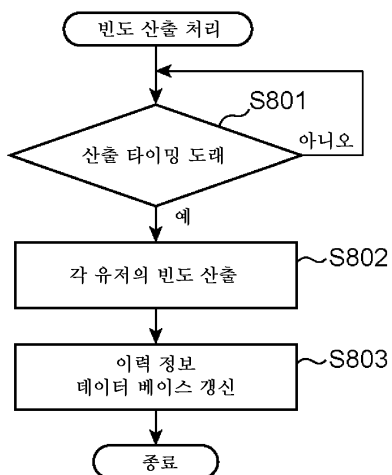 빈도 산출 처리
S801
산출 타이밍 도래
아니오
예
각 유저의 빈도 산출
S802
이력 정보
데이터 베이스 갱신
S803
종료